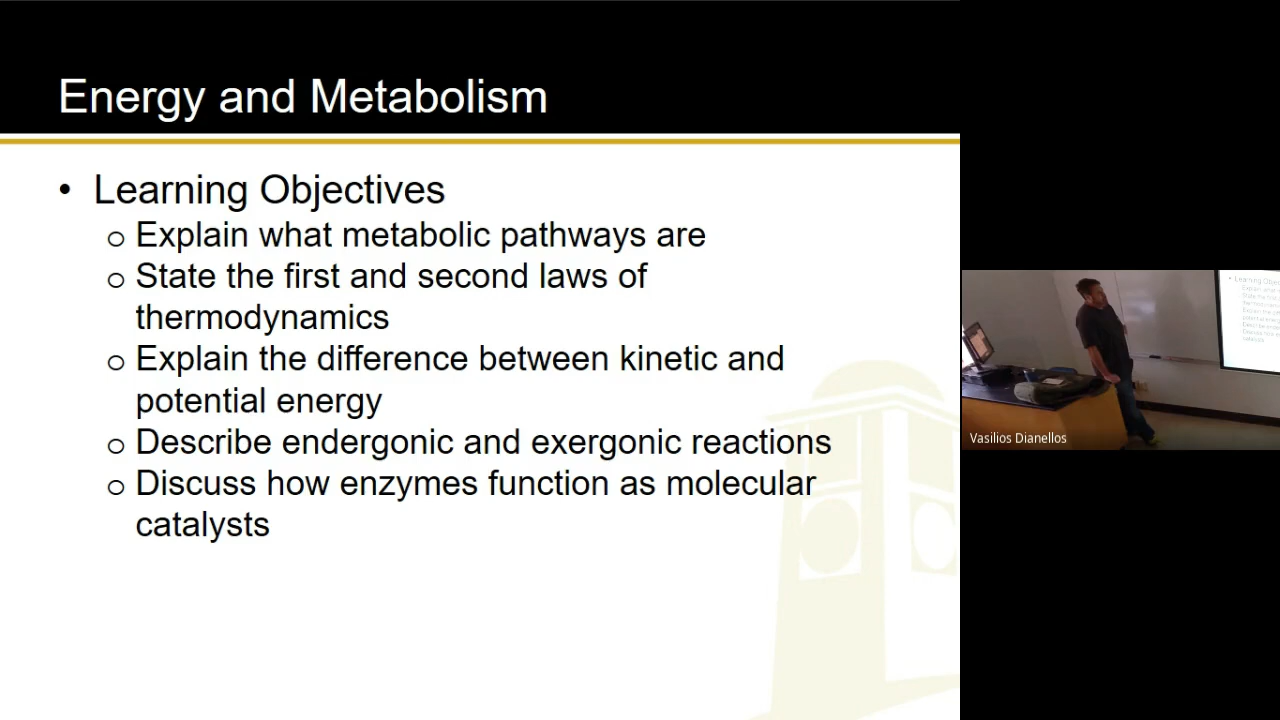 Energy and Metabolism
• Learning Objectives
o Explain what metabolic pathways are
o State the first and second laws of
thermodynamics
o Explain the difference between kinetic and
potential energy
o Describe endergonic and exergonic reactions
o Discuss how enzymes function as molecular
catalysts
Vasilios Dianellos